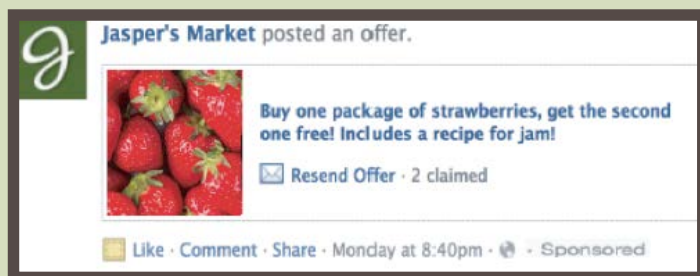 Jasper's Market posted an offer.
Buy one package of strawberries, get the second
one free! Includes a recipe for jam!
Resend Offer · 2 claimed
Like · Comment · Share · Monday at 8:40pm · · Sponsored